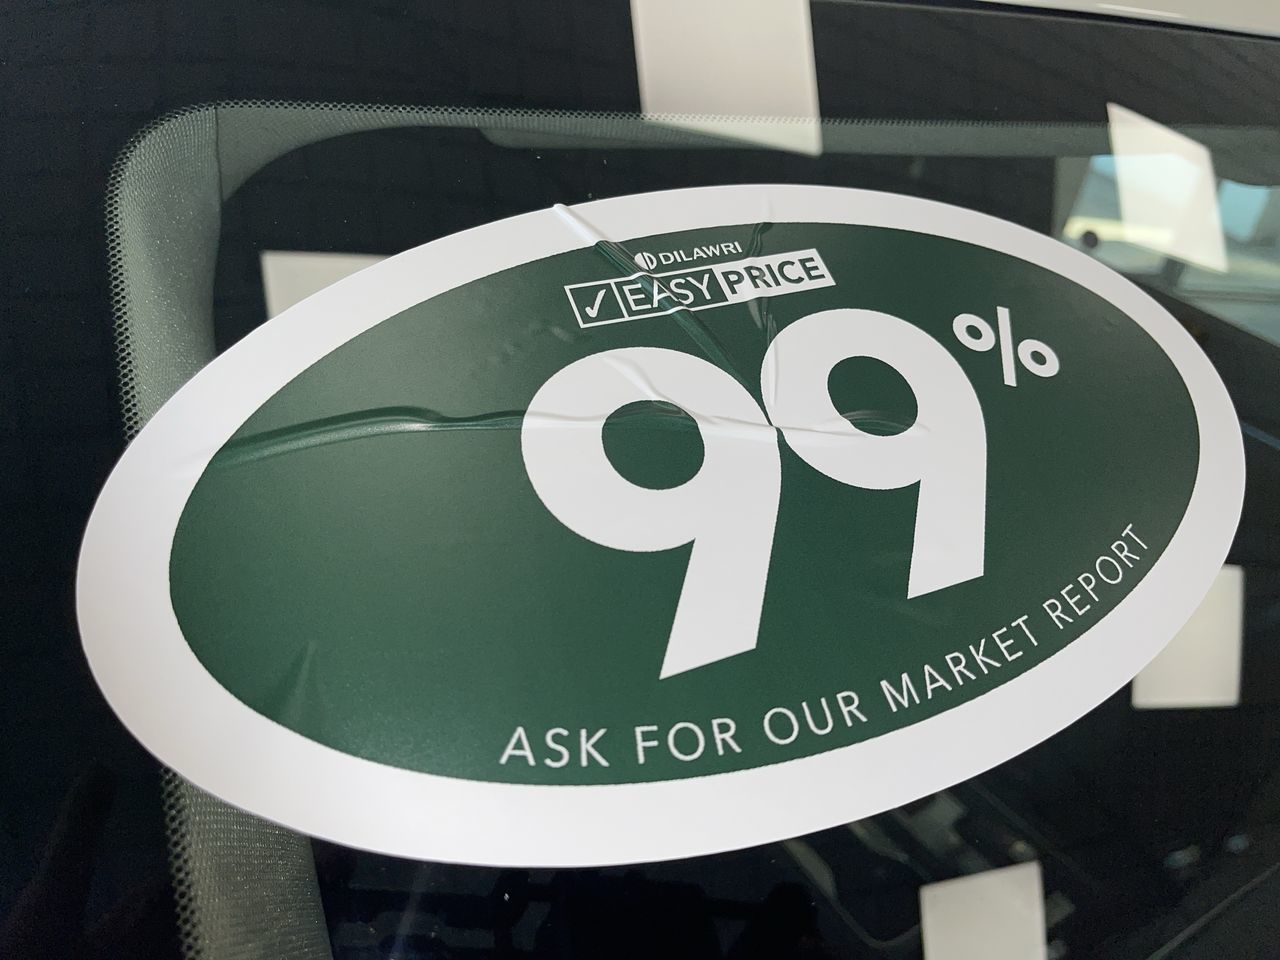 DILAWRI
✓ EASY PRICE
99%
ASK FOR OUR MARKET REPORT